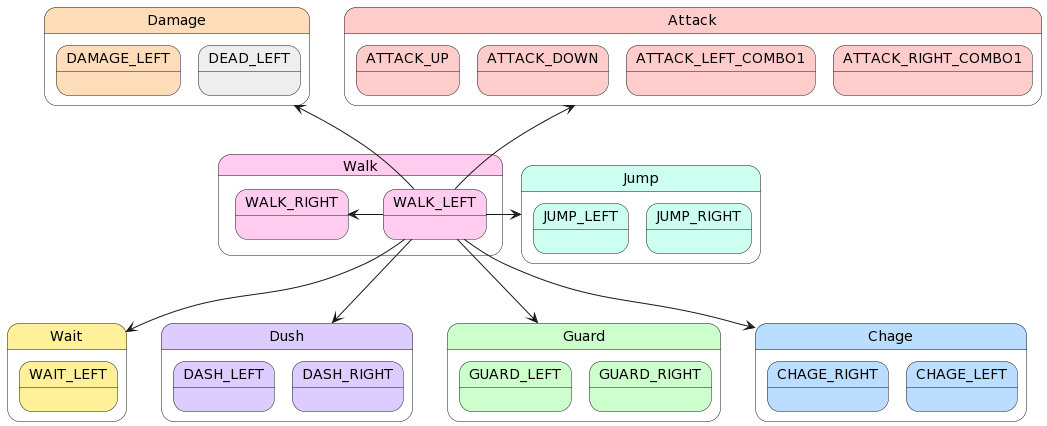 Damage
DAMAGE_LEFT
DEAD_LEFT
Attack
ATTACK_UP
ATTACK_DOWN
ATTACK_LEFT_COMBO1
ATTACK_RIGHT_COMBO1
Walk
WALK_RIGHT
WALK_LEFT
Jump
JUMP_LEFT
JUMP_RIGHT
Wait
WAIT_LEFT
Dush
DASH_LEFT
DASH_RIGHT
Guard
GUARD_LEFT
GUARD_RIGHT
Chage
CHAGE_RIGHT
CHAGE_LEFT